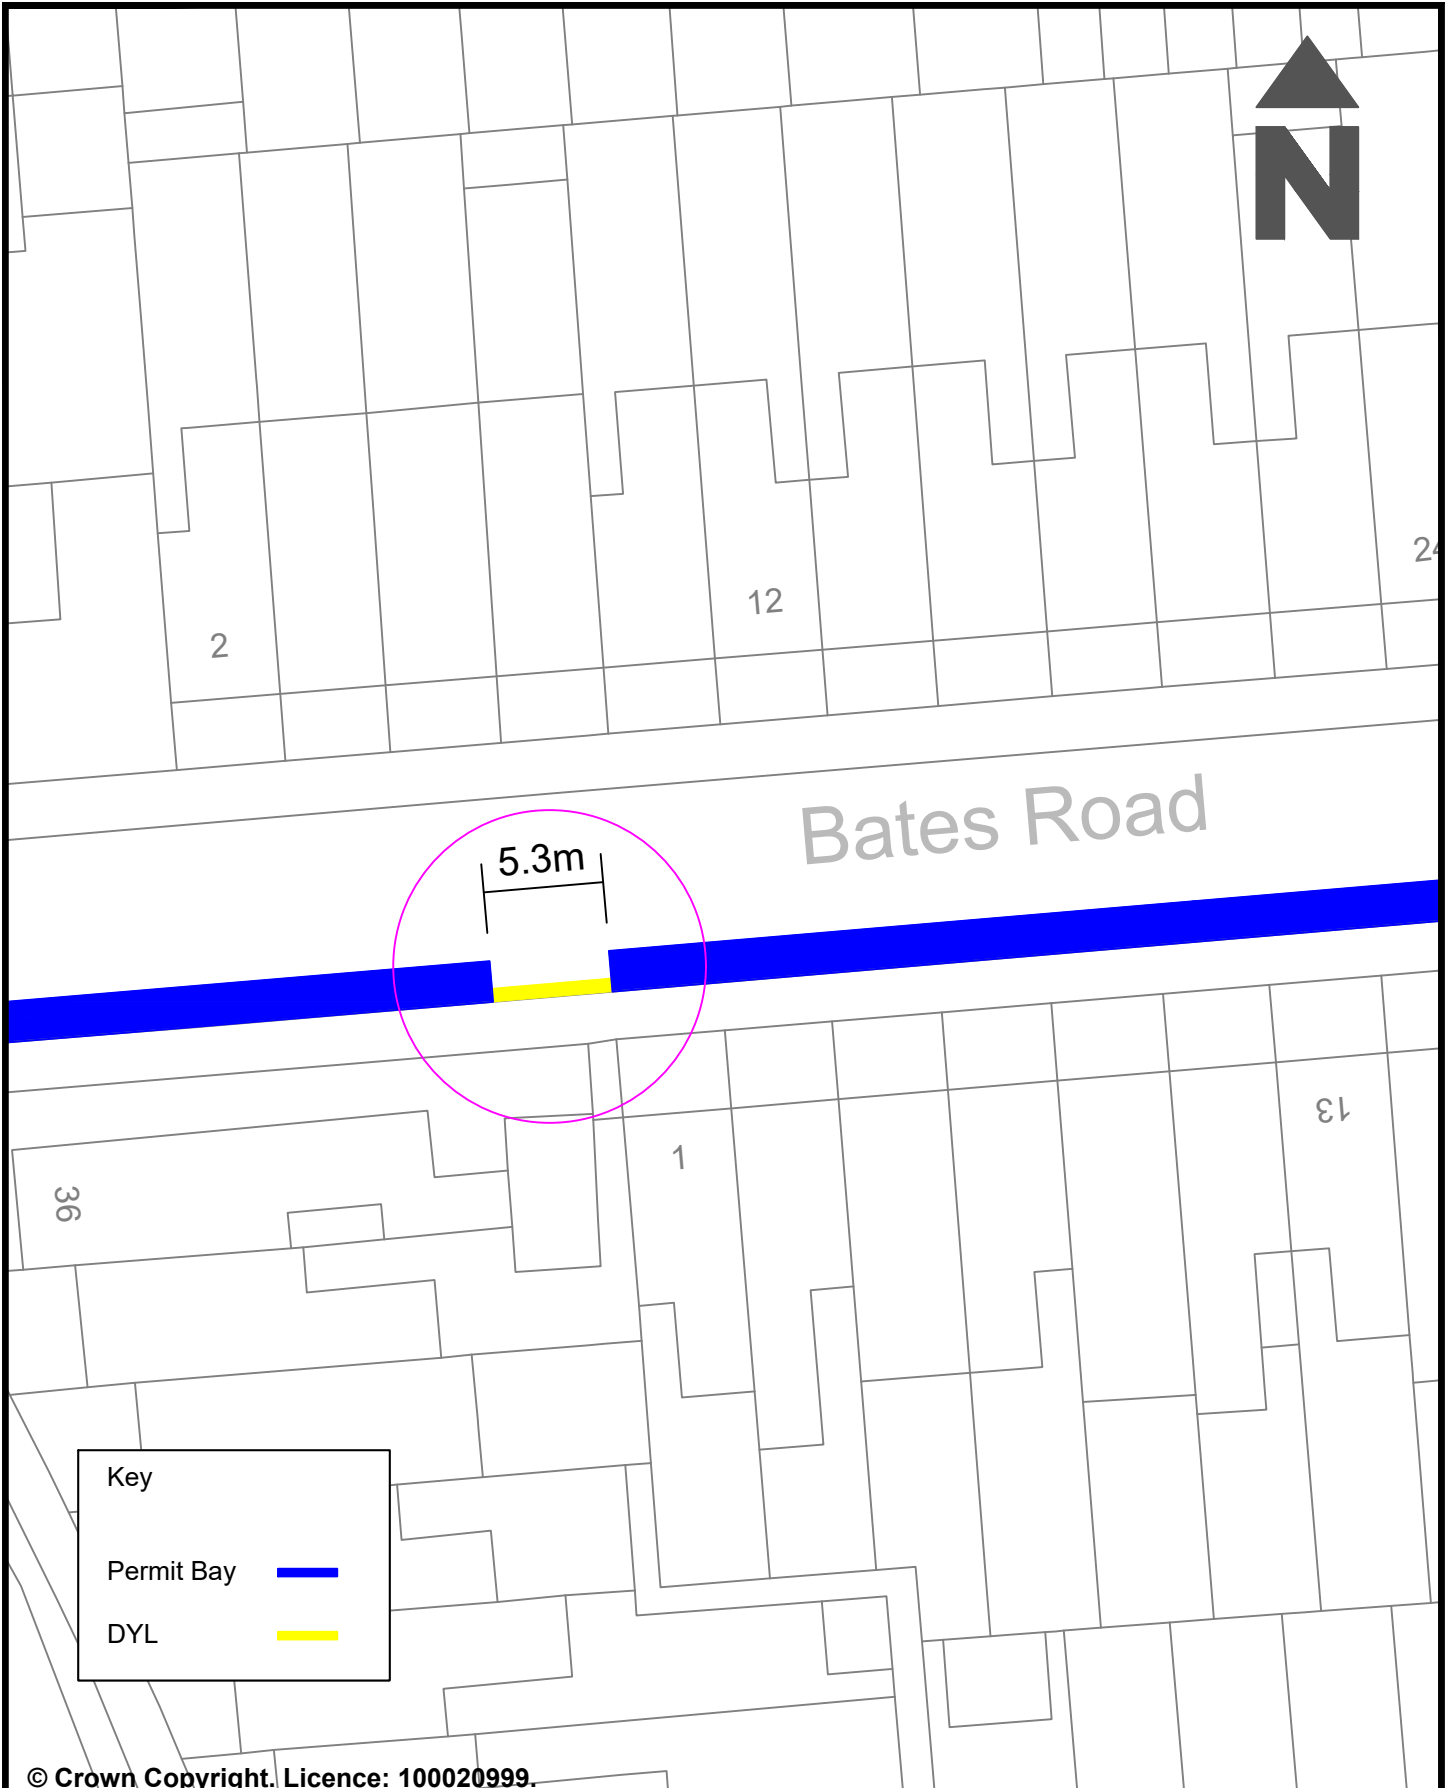 N
24
12
2
Bates Road
5.3m
13
1
36
Key
Permit Bay
DYL
© Crown Copyright. Licence: 100020999.